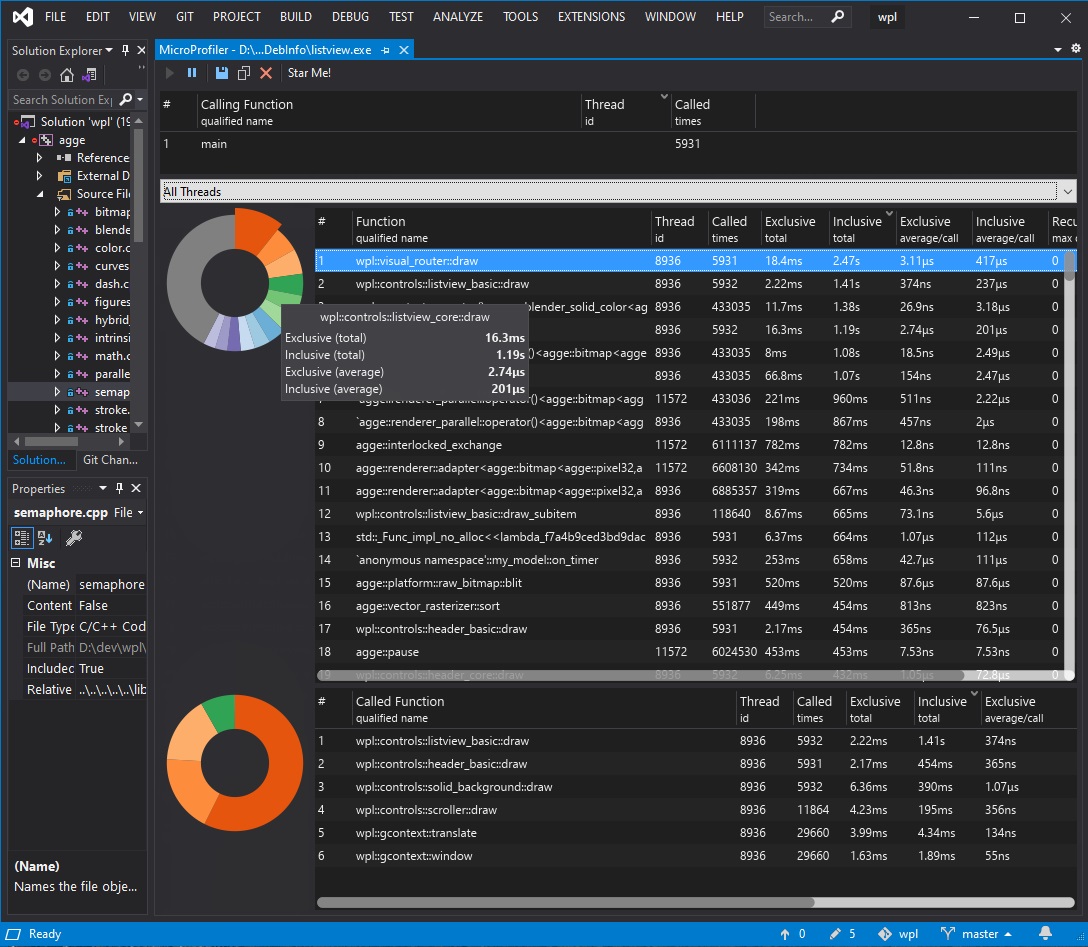 FILE EDIT VIEW GIT PROJECT BUILD DEBUG TEST ANALYZE TOOLS EXTENSIONS WINDOW HELP Search... wpl
Solution Explorer
Search Solution Ex
Solution 'wpl' (19
agge
Reference
External D
Source File
bitmap
blende
color.c
curves
dash.c
figures
hybrid
intrinsi
math.c
paralle
semap
stroke.
stroke
Solution... Git Chan...
Properties
semaphore.cpp File
Misc
(Name) semaphore
Content False
File Type C/C++ Cod
Full Path D:\dev\wpl\
Included True
Relative ..\..\..\..\..\lib
(Name)
Names the file obje...
MicroProfiler - D:\...DebInfo\listview.exe
Star Me!
# Calling Function Thread Called
qualified name id times
1 main 5931
All Threads
# Function Thread Called Exclusive Inclusive Exclusive Inclusive Recu
qualified name id times total total average/call average/call max
1 wpl::visual_router::draw 8936 5931 18.4ms 2.47s 3.11µs 417µs 0
2 wpl::controls::listview_basic::draw 8936 5932 2.22ms 1.41s 374ns 237µs 0
blender_solid_color<ag 8936 433035 11.7ms 1.38s 26.9ns 3.18µs 0
8936 5932 16.3ms 1.19s 2.74µs 201µs 0
()<agge::bitmap<agge 8936 433035 8ms 1.08s 18.5ns 2.49µs 0
8936 433035 66.8ms 1.07s 154ns 2.47µs 0
7 `agge::renderer_parallel::operator()<agge::bitmap<agg 11572 433036 221ms 960ms 511ns 2.22µs 0
8 `agge::renderer_parallel::operator()<agge::bitmap<agg 8936 433035 198ms 867ms 457ns 2µs 0
9 agge::interlocked_exchange 11572 6111137 782ms 782ms 12.8ns 12.8ns 0
10 agge::renderer::adapter<agge::bitmap<agge::pixel32,a 11572 6608130 342ms 734ms 51.8ns 111ns 0
11 agge::renderer::adapter<agge::bitmap<agge::pixel32,a 8936 6885357 319ms 667ms 46.3ns 96.8ns 0
12 wpl::controls::listview_basic::draw_subitem 8936 118640 8.67ms 665ms 73.1ns 5.6µs 0
13 std::_Func_impl_no_alloc<<lambda_f7a4b9ced3bd9dac 8936 5931 6.37ms 664ms 1.07µs 112µs 0
14 `anonymous namespace'::my_model::on_timer 8936 5932 253ms 658ms 42.7µs 111µs 0
15 agge::platform::raw_bitmap::blit 8936 5931 520ms 520ms 87.6µs 87.6µs 0
16 agge::vector_rasterizer::sort 8936 551877 449ms 454ms 813ns 823ns 0
17 wpl::controls::header_basic::draw 8936 5931 2.17ms 454ms 365ns 76.5µs 0
18 agge::pause 11572 6024530 453ms 453ms 7.53ns 7.53ns 0
19 wpl::controls::header_core::draw 8936 5931 6.25ms 432ms 1.05µs 72.8µs 0
wpl::controls::listview_core::draw
Exclusive (total) 16.3ms
Inclusive (total) 1.19s
Exclusive (average) 2.74µs
Inclusive (average) 201µs
# Called Function Thread Called Exclusive Inclusive Exclusive
qualified name id times total total average/call
1 wpl::controls::listview_basic::draw 8936 5932 2.22ms 1.41s 374ns
2 wpl::controls::header_basic::draw 8936 5931 2.17ms 454ms 365ns
3 wpl::controls::solid_background::draw 8936 5932 6.36ms 390ms 1.07µs
4 wpl::controls::scroller::draw 8936 11864 4.23ms 195ms 356ns
5 wpl::gcontext::translate 8936 29660 3.99ms 4.34ms 134ns
6 wpl::gcontext::window 8936 29660 1.63ms 1.89ms 55ns
Ready 0 5 wpl master